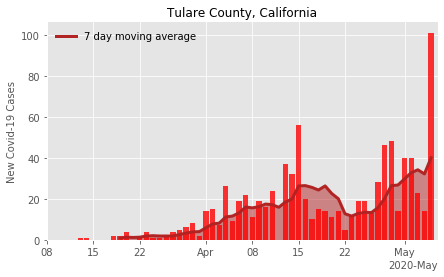 Tulare County, California
7 day moving average
New Covid-19 Cases
100
80
60
40
20
0
08 15 22 Apr 08 15 22 May
2020-May